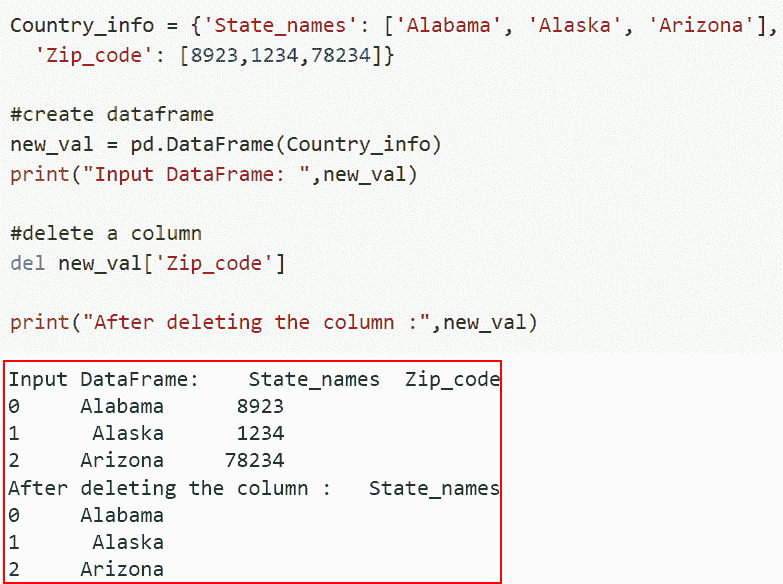 Country_info = {'State_names': ['Alabama', 'Alaska', 'Arizona'],
'Zip_code': [8923,1234,78234]}
#create dataframe
new_val = pd.DataFrame(Country_info)
print("Input DataFrame: ",new_val)
#delete a column
del new_val['Zip_code']
print("After deleting the column :",new_val)
Input DataFrame:    State_names  Zip_code
0     Alabama      8923
1      Alaska      1234
2     Arizona     78234
After deleting the column :   State_names
0     Alabama
1      Alaska
2     Arizona